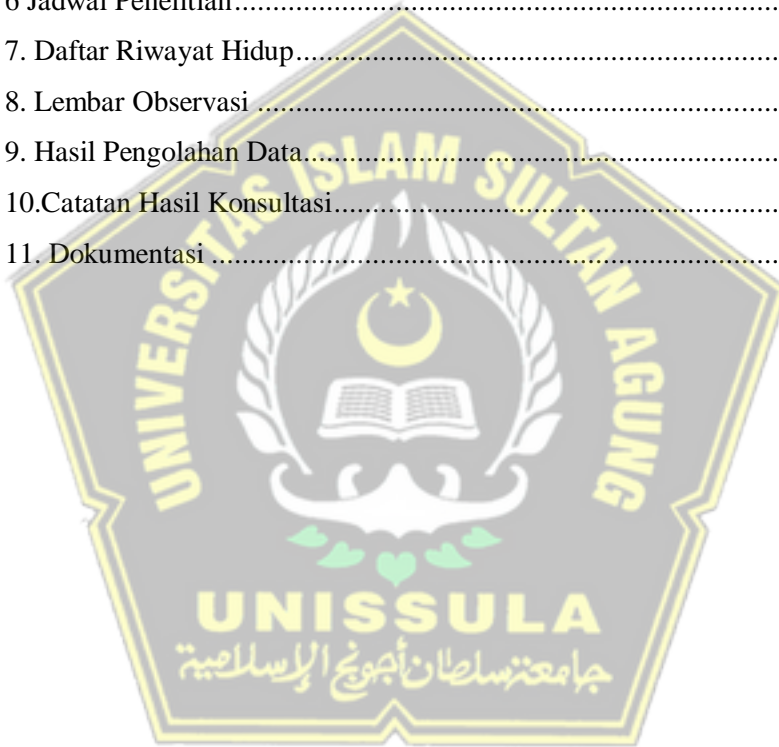 6 Jadwal Penelitian....................................................................................
7. Daftar Riwayat Hidup............................................................................
8. Lembar Observasi .................................................................................
9. Hasil Pengolahan Data...........................................................................
10.Catatan Hasil Konsultasi.......................................................................
11. Dokumentasi ........................................................................................
UNIVERSITAS ISLAM SULTAN AGUNG
UNISSULA
جامعة سلطان أجونج الإسلامية